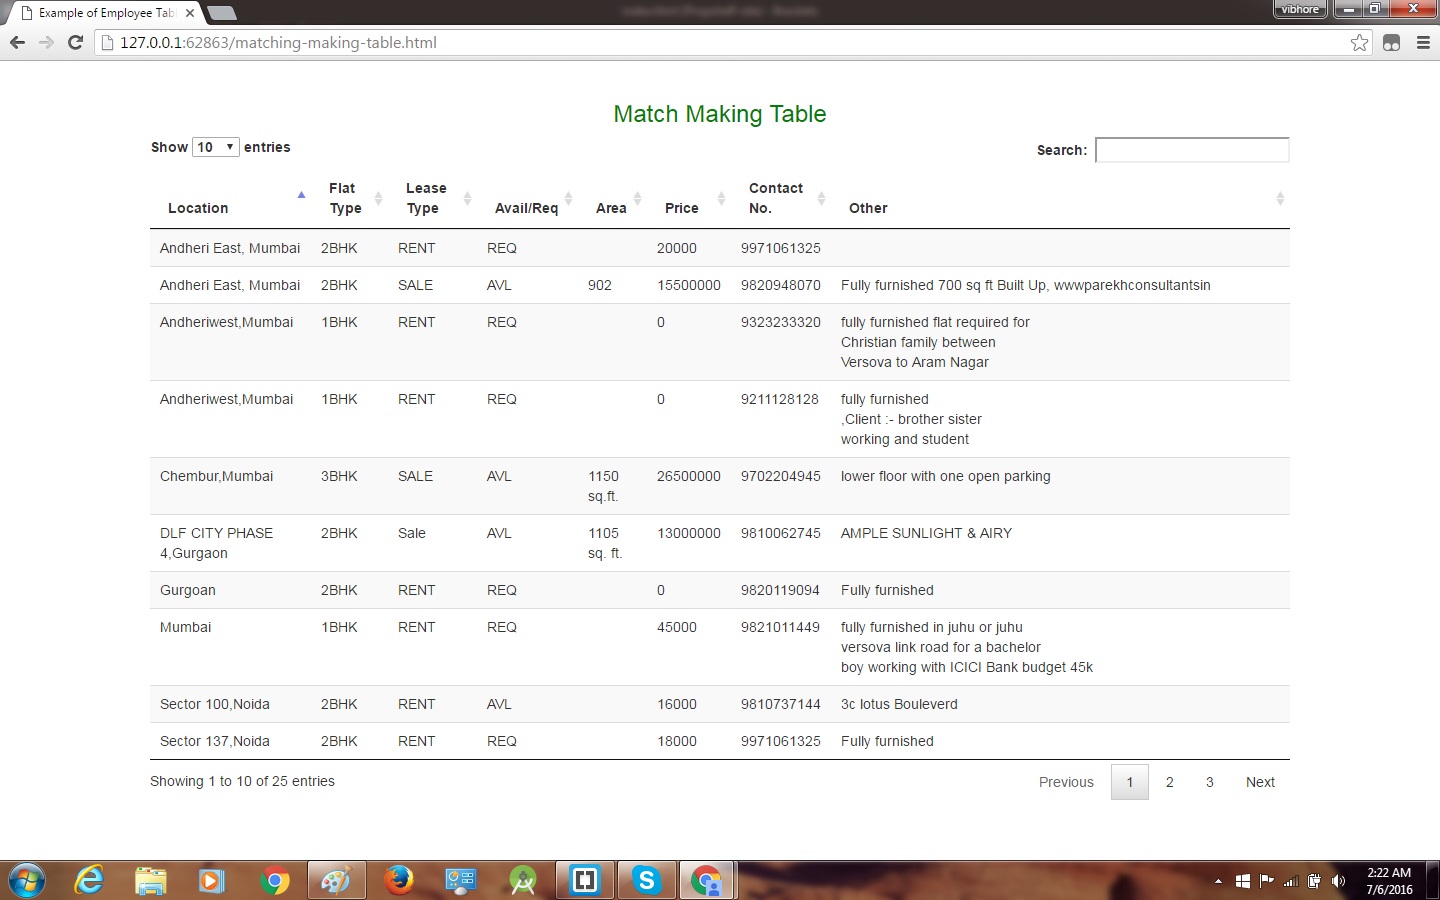 Example of Employee Tab
vibhore
127.0.0.1:62863/matching-making-table.html
Match Making Table
Show 10 entries
Search:
Location Flat Type Lease Type Avail/Req Area Price Contact No. Other
Andheri East, Mumbai 2BHK RENT REQ 20000 9971061325
Andheri East, Mumbai 2BHK SALE AVL 902 15500000 9820948070 Fully furnished 700 sq ft Built Up, wwwparekhconsultantsin
Andheriwest,Mumbai 1BHK RENT REQ 0 9323233320 fully furnished flat required for
Christian family between
Versova to Aram Nagar
Andheriwest,Mumbai 1BHK RENT REQ 0 9211128128 fully furnished
,Client :- brother sister
working and student
Chembur,Mumbai 3BHK SALE AVL 1150 26500000 9702204945 lower floor with one open parking
sq.ft.
DLF CITY PHASE 2BHK Sale AVL 1105 13000000 9810062745 AMPLE SUNLIGHT & AIRY
4,Gurgaon sq. ft.
Gurgoan 2BHK RENT REQ 0 9820119094 Fully furnished
Mumbai 1BHK RENT REQ 45000 9821011449 fully furnished in juhu or juhu
versova link road for a bachelor
boy working with ICICI Bank budget 45k
Sector 100,Noida 2BHK RENT AVL 16000 9810737144 3c lotus Bouleverd
Sector 137,Noida 2BHK RENT REQ 18000 9971061325 Fully furnished
Showing 1 to 10 of 25 entries
Previous 1 2 3 Next
2:22 AM
7/6/2016